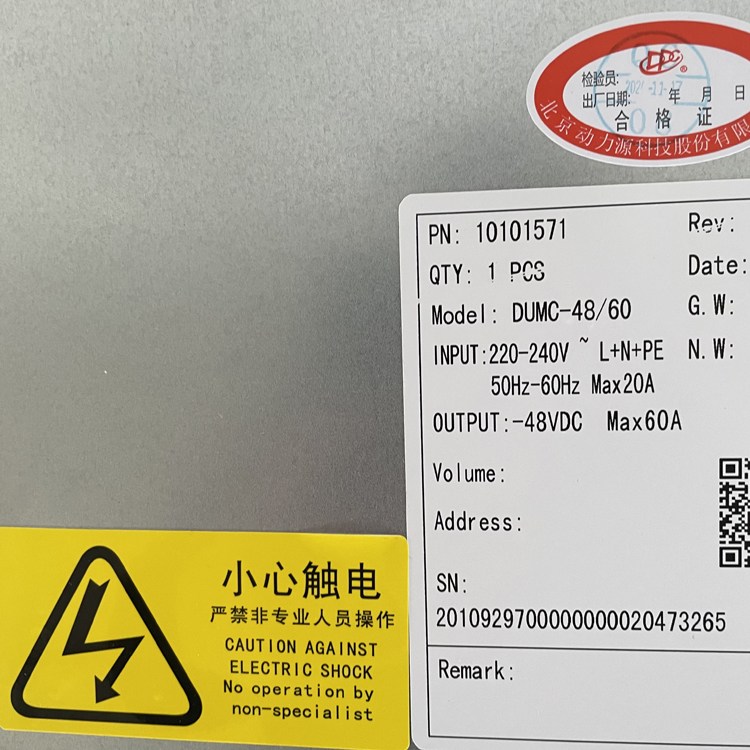 DPC®
检验员:
出厂日期: 年 月 日
合格证
北京动力源科技股份有限
PN: 10101571
Rev:
QTY: 1 PCS
Date:
Model: DUMC-48/60
G.W:
INPUT:220-240V ~ L+N+PE
N.W:
50Hz-60Hz Max20A
OUTPUT:-48VDC Max60A
Volume:
Address:
SN:
2010929700000000020473265
Remark:
小心触电
严禁非专业人员操作
CAUTION AGAINST
ELECTRIC SHOCK
No operation by
non-specialist